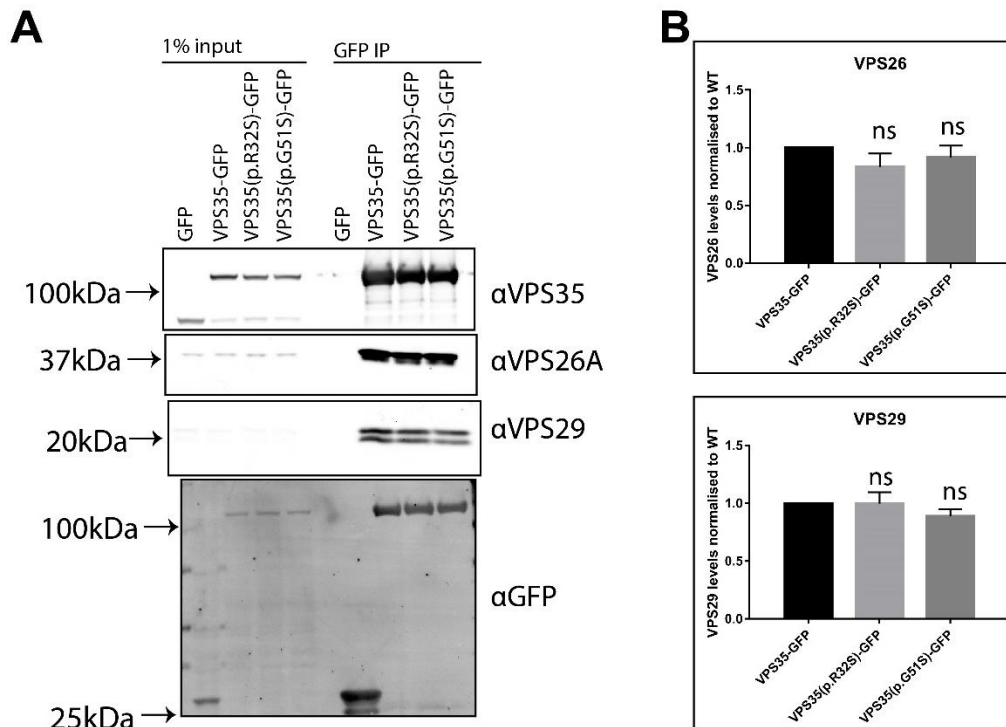 A
1% input
GFP IP
GFP
VPS35-GFP
VPS35(p.R32S)-GFP
VPS35(p.G51S)-GFP
GFP
VPS35-GFP
VPS35(p.R32S)-GFP
VPS35(p.G51S)-GFP
100kDa
αVPS35
37kDa
αVPS26A
20kDa
αVPS29
100kDa
αGFP
25kDa
B
VPS26
VPS26 levels normalised to WT
1.5
1.0
0.5
0.0
ns
ns
VPS35-GFP
VPS35(p.R32S)-GFP
VPS35(p.G51S)-GFP
VPS29
VPS29 levels normalised to WT
1.5
1.0
0.5
0.0
ns
ns
VPS35-GFP
VPS35(p.R32S)-GFP
VPS35(p.G51S)-GFP